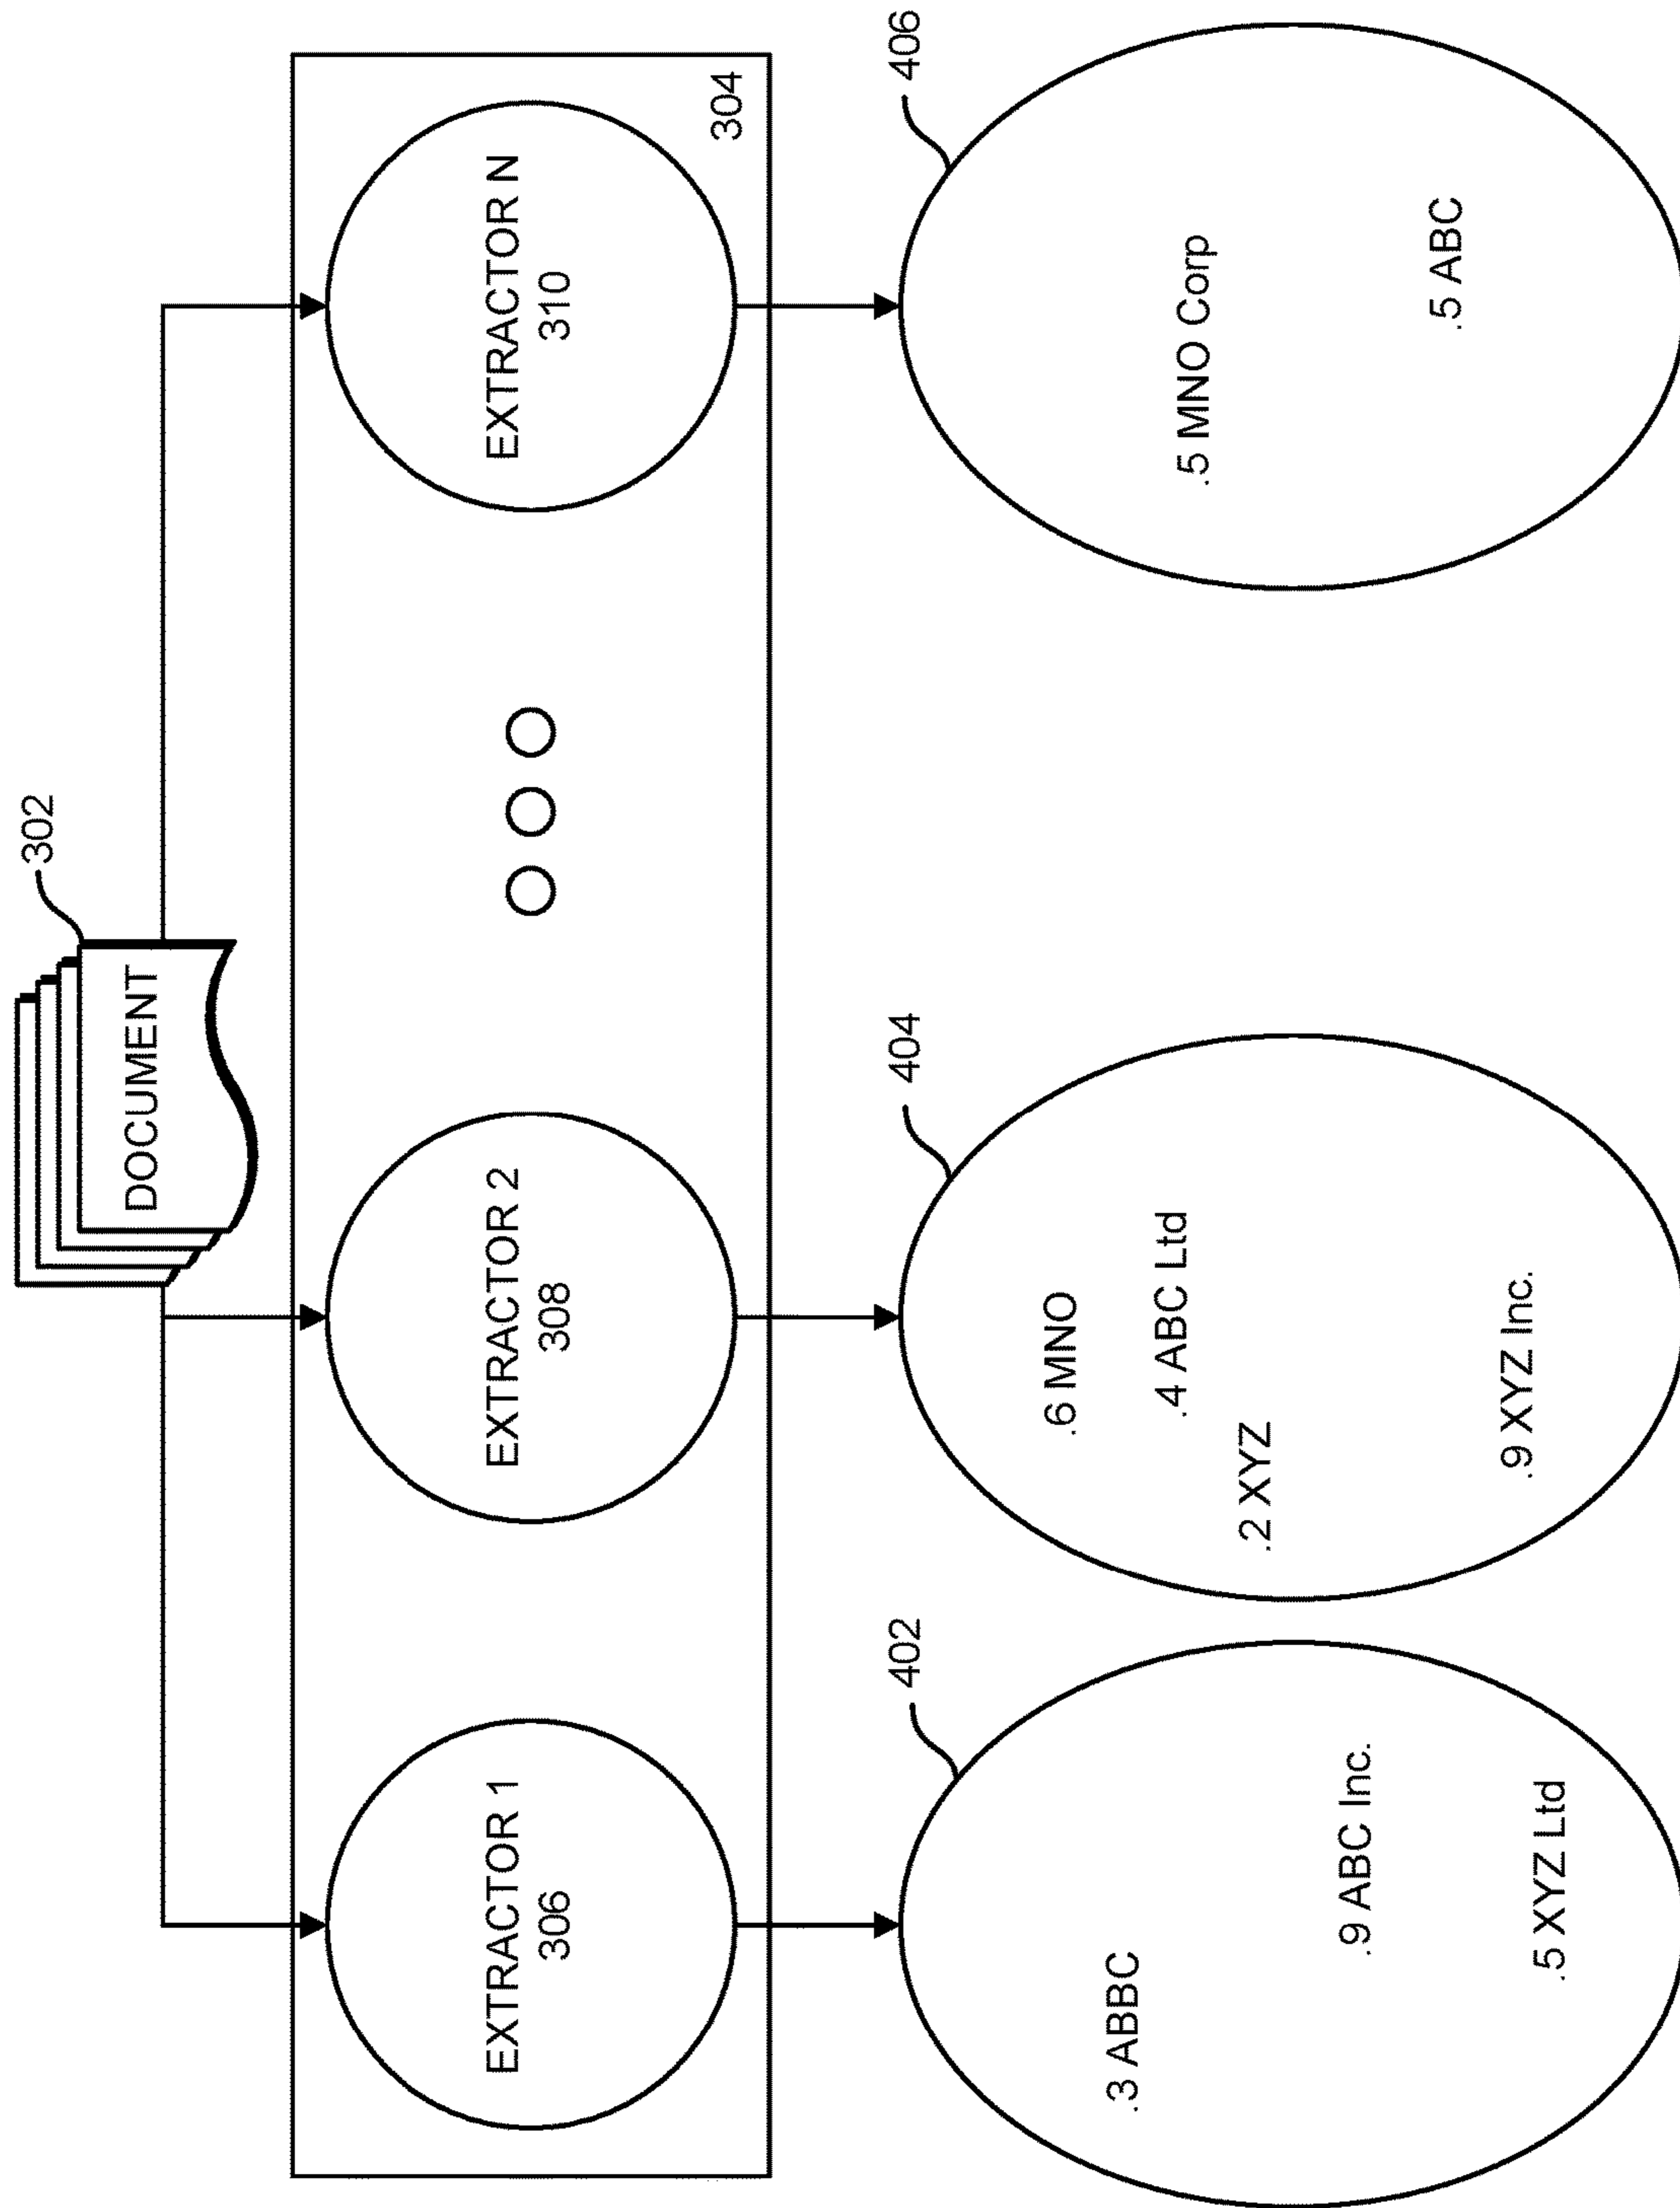 302
DOCUMENT
EXTRACTOR 1
306
EXTRACTOR 2
308
EXTRACTOR N
310
304
402
.3 ABBC
.9 ABC Inc.
.5 XYZ Ltd
404
.6 MNO
.4 ABC Ltd
.2 XYZ
.9 XYZ Inc.
406
.5 MNO Corp
.5 ABC